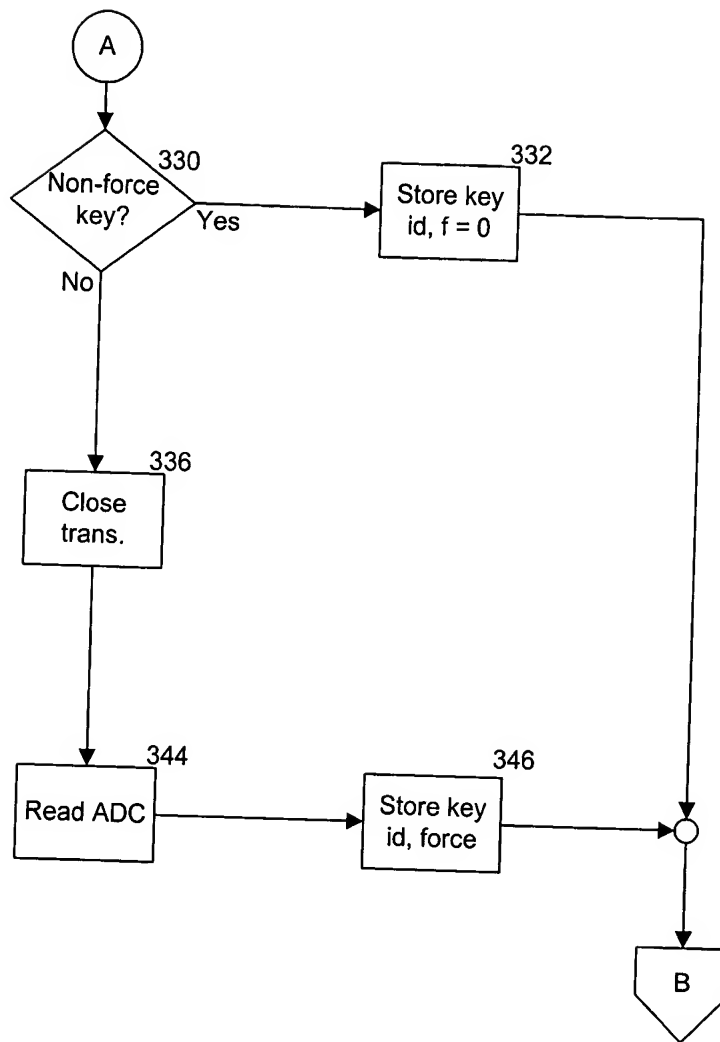 A
330
Non-force
key?
Yes
332
Store key
id, f = 0
No
336
Close
trans.
344
Read ADC
346
Store key
id, force
B